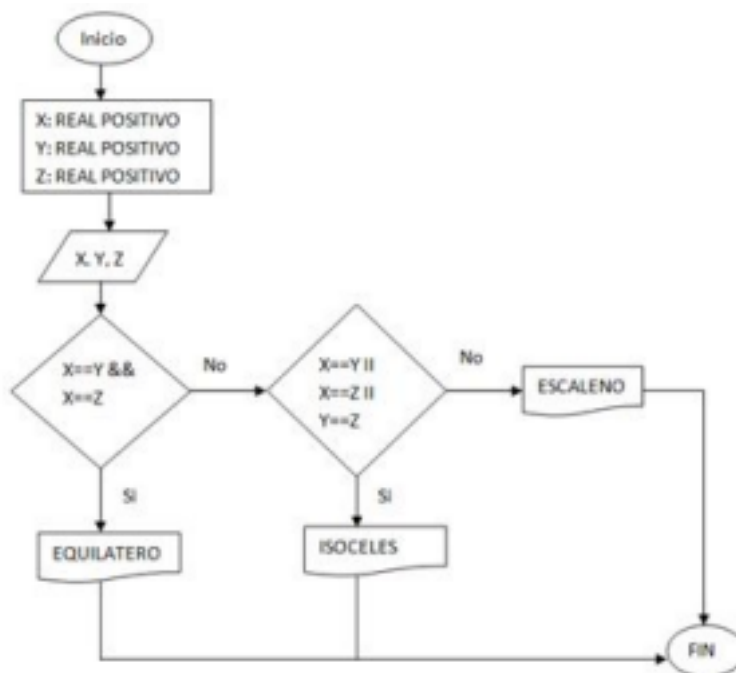 Inicio
X: REAL POSITIVO
Y: REAL POSITIVO
Z: REAL POSITIVO
X, Y, Z
X==Y &&
X==Z
No
X==Y II
X==Z II
Y==Z
No
ESCALENO
Si
EQUILATERO
Si
ISOCELES
FIN